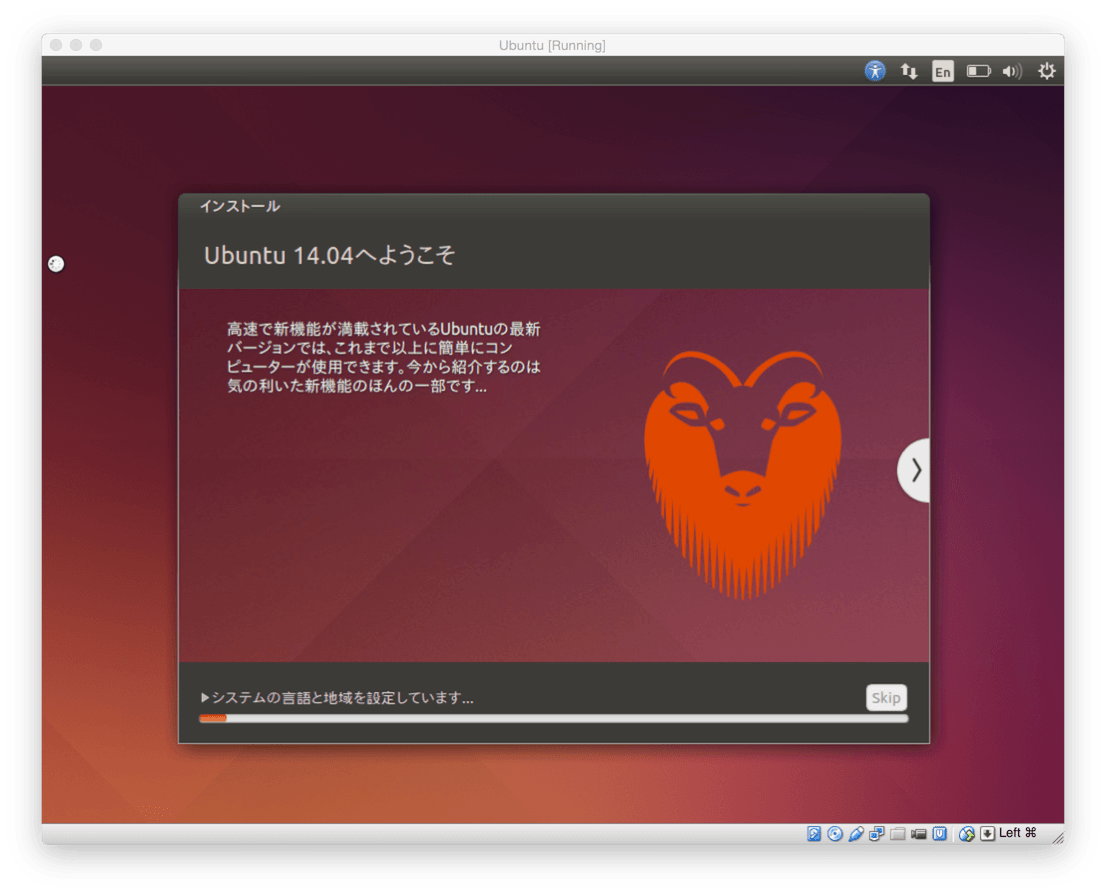 Ubuntu [Running]
En
インストール
Ubuntu 14.04へようこそ
高速で新機能が満載されているUbuntuの最新
バージョンでは、これまで以上に簡単にコン
ピューターが使用できます。今から紹介するのは
気の利いた新機能のほんの一部です...
システムの言語と地域を設定しています...
Skip
Left ⌘